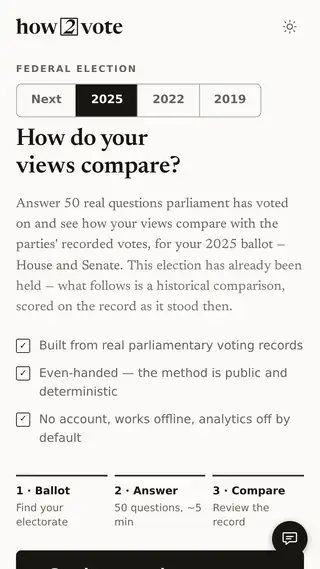 how 2 vote
FEDERAL ELECTION
Next 2025 2022 2019
How do your
views compare?
Answer 50 real questions parliament has voted
on and see how your views compare with the
parties' recorded votes, for your 2025 ballot —
House and Senate. This election has already been
held — what follows is a historical comparison,
scored on the record as it stood then.
Built from real parliamentary voting records
Even-handed — the method is public and
deterministic
No account, works offline, analytics off by
default
1 · Ballot
Find your
electorate
2 · Answer
50 questions, ~5
min
3 · Compare
Review the
record